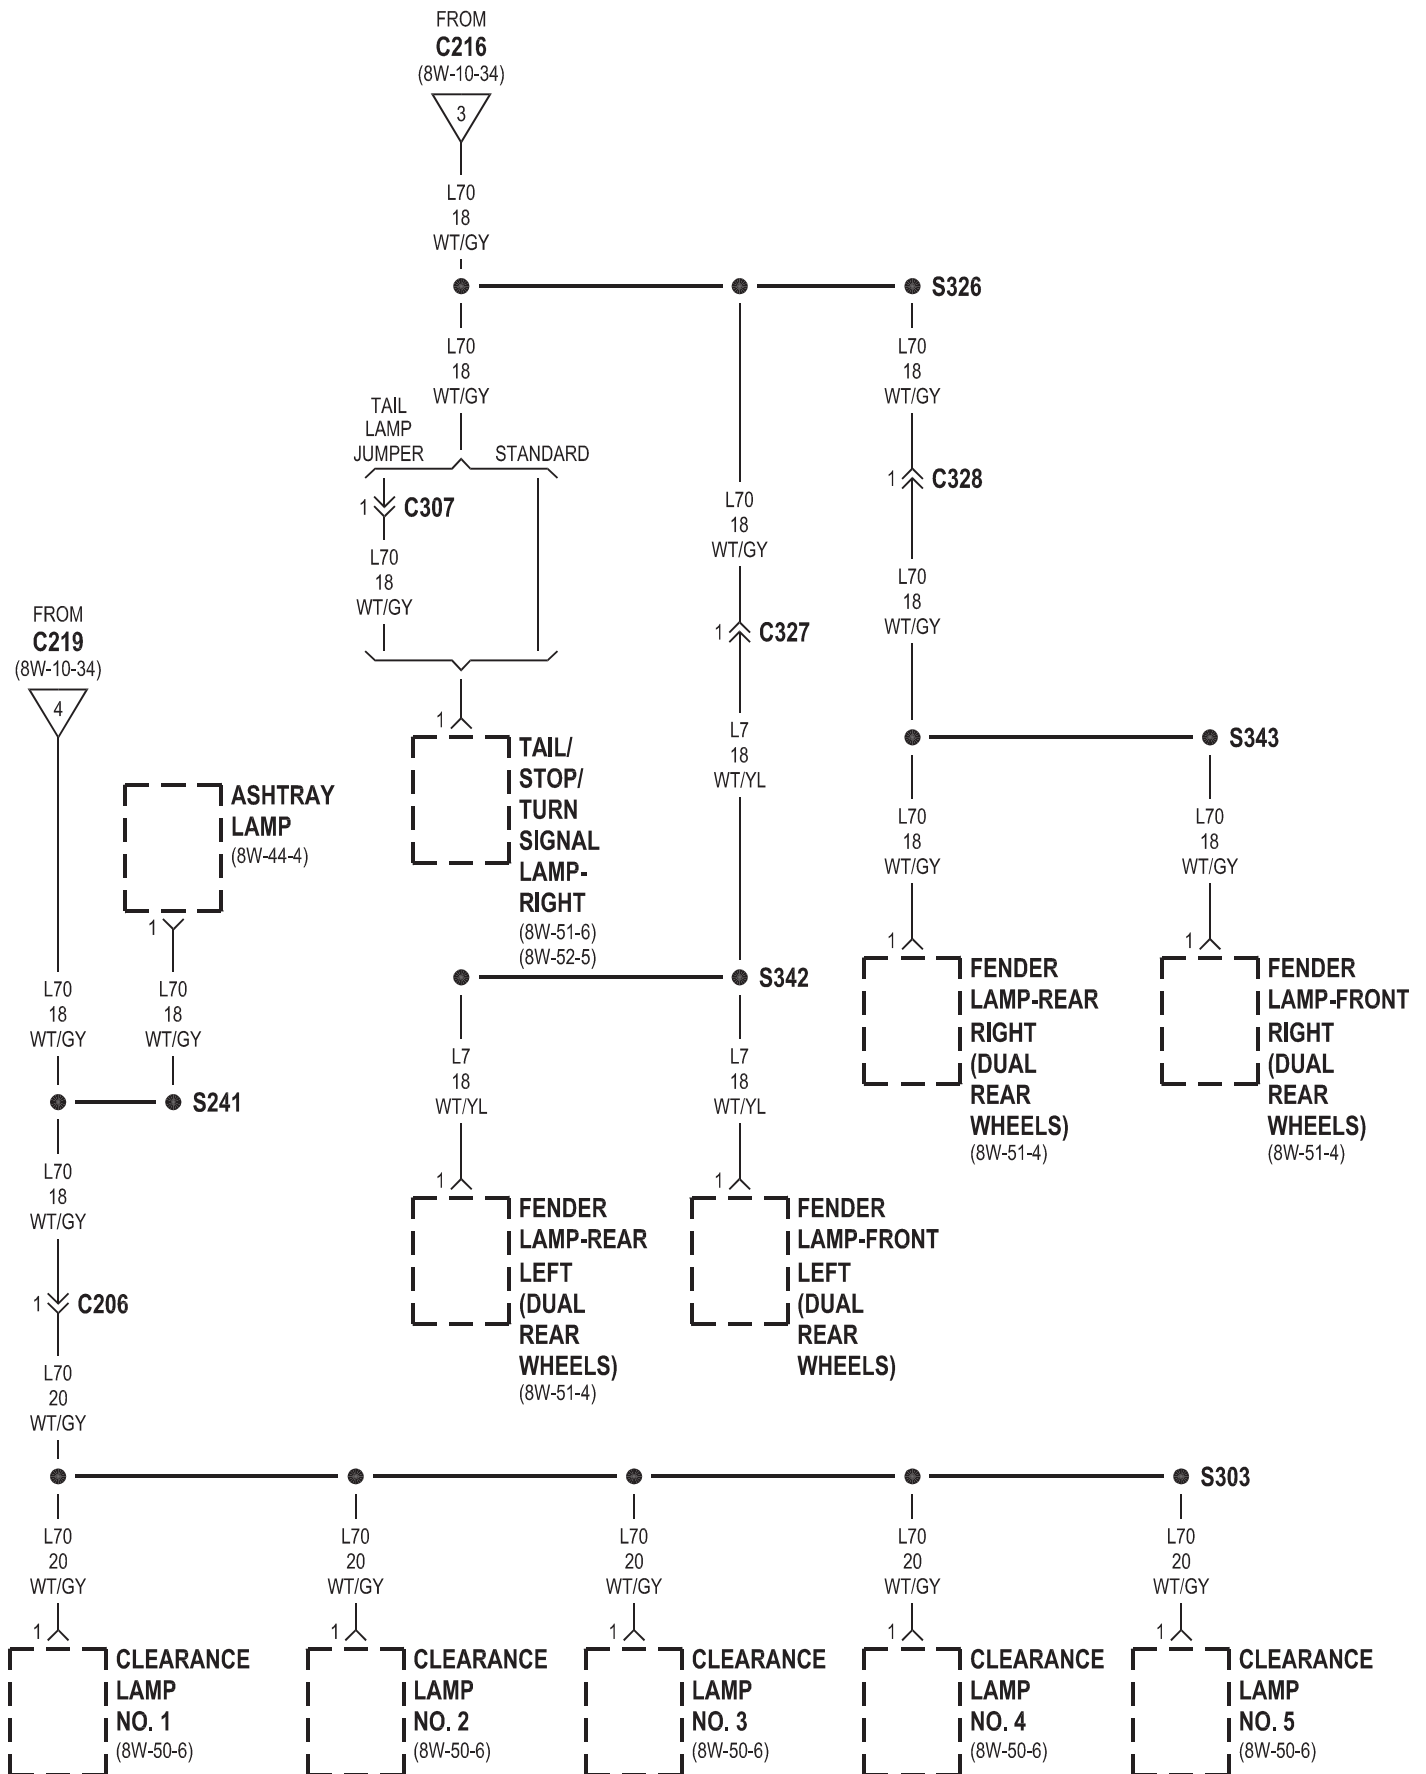 FROM
C216
(8W-10-34)
3
L70
18
WT/GY
S326
L70
18
WT/GY
L70
18
WT/GY
TAIL
LAMP
JUMPER
STANDARD
1
C307
L70
18
WT/GY
L70
18
WT/GY
1
C328
L70
18
WT/GY
1
C327
FROM
C219
(8W-10-34)
4
1
TAIL/
STOP/
TURN
SIGNAL
LAMP-
RIGHT
(8W-51-6)
(8W-52-5)
L7
18
WT/YL
S343
ASHTRAY
LAMP
(8W-44-4)
1
L70
18
WT/GY
L70
18
WT/GY
1
FENDER
LAMP-REAR
RIGHT
(DUAL
REAR
WHEELS)
(8W-51-4)
1
FENDER
LAMP-FRONT
RIGHT
(DUAL
REAR
WHEELS)
(8W-51-4)
L70
18
WT/GY
L70
18
WT/GY
S342
L7
18
WT/YL
L7
18
WT/YL
S241
L70
18
WT/GY
1
FENDER
LAMP-REAR
LEFT
(DUAL
REAR
WHEELS)
(8W-51-4)
1
FENDER
LAMP-FRONT
LEFT
(DUAL
REAR
WHEELS)
1
C206
L70
20
WT/GY
S303
L70
20
WT/GY
L70
20
WT/GY
L70
20
WT/GY
L70
20
WT/GY
L70
20
WT/GY
1
CLEARANCE
LAMP
NO. 1
(8W-50-6)
1
CLEARANCE
LAMP
NO. 2
(8W-50-6)
1
CLEARANCE
LAMP
NO. 3
(8W-50-6)
1
CLEARANCE
LAMP
NO. 4
(8W-50-6)
1
CLEARANCE
LAMP
NO. 5
(8W-50-6)